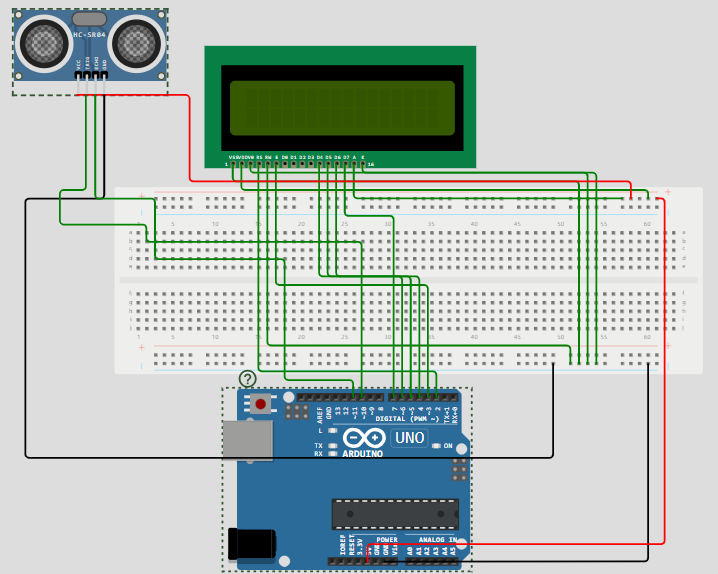 HC-SR04
VCC
TRIG
ECHO
GND
VSS VDD V0 RS RW E D0 D1 D2 D3 D4 D5 D6 D7 A K
1 16
+ +
5 10 15 20 25 30 35 40 45 50 55 60
a a
b b
c c
d d
e e
f f
g g
h h
i i
j j
1 5 10 15 20 25 30 35 40 45 50 55 60
+ +
?
AREF
GND
13
12
~11
~10
~9
8
7
~6
~5
4
~3
2
TX→1
RX←0
DIGITAL (PWM ~)
L
TX
RX
UNO
ON
ARDUINO
POWER
ANALOG IN
IOREF
RESET
3.3V
5V
GND
GND
VIN
A0
A1
A2
A3
A4
A5